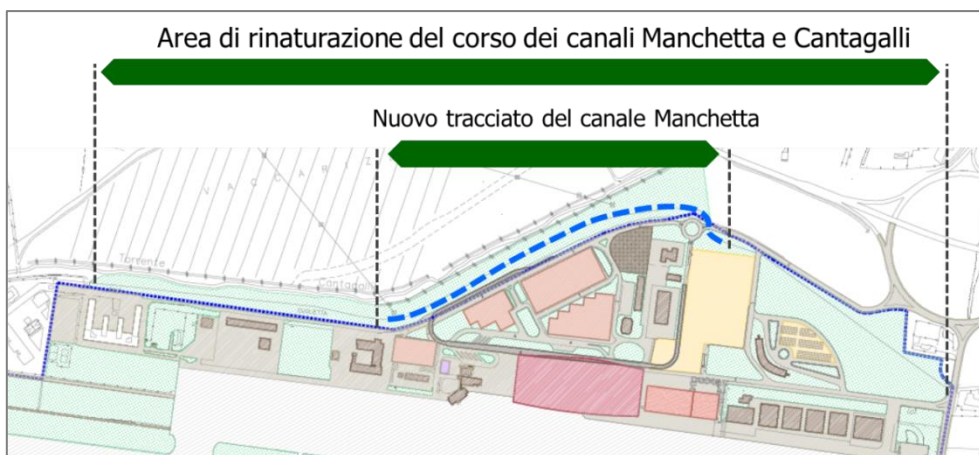 Area di rinaturazione del corso dei canali Manchetta e Cantagalli
Nuovo tracciato del canale Manchetta
Torrente